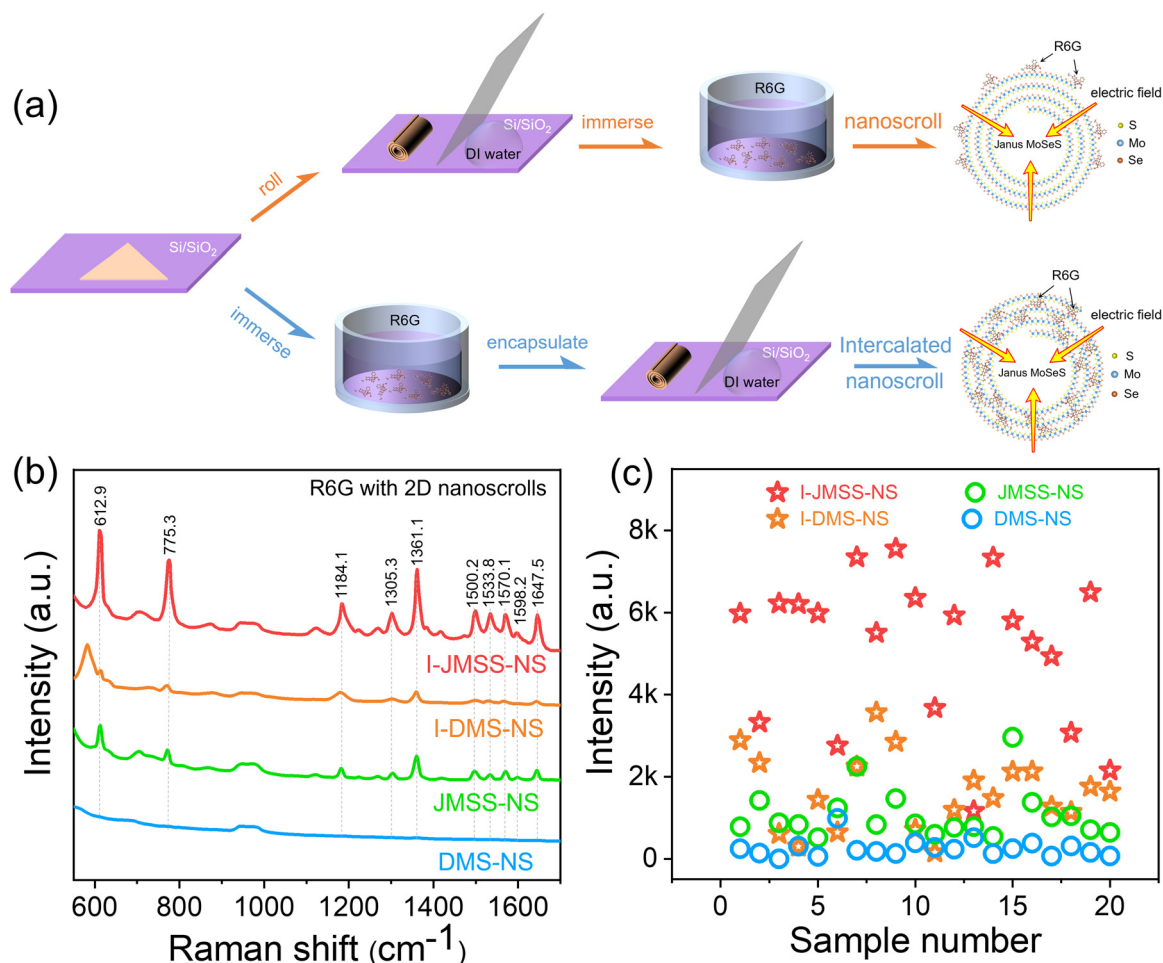 (a)
R6G
Si/SiO2
DI water
roll
immerse
nanoscroll
R6G
electric field
Janus MoSeS
S
Mo
Se
Si/SiO2
immerse
R6G
encapsulate
Si/SiO2
DI water
Intercalated
nanoscroll
R6G
electric field
Janus MoSeS
S
Mo
Se
(b)
R6G with 2D nanoscrolls
612.9
775.3
1184.1
1305.3
1361.1
1500.2
1533.8
1570.1
1598.2
1647.5
I-JMSS-NS
I-DMS-NS
JMSS-NS
DMS-NS
Intensity (a.u.)
600 800 1000 1200 1400 1600
Raman shift (cm-1)
(c)
I-JMSS-NS
JMSS-NS
I-DMS-NS
DMS-NS
8k
6k
4k
2k
0
Intensity (a.u.)
0 5 10 15 20
Sample number